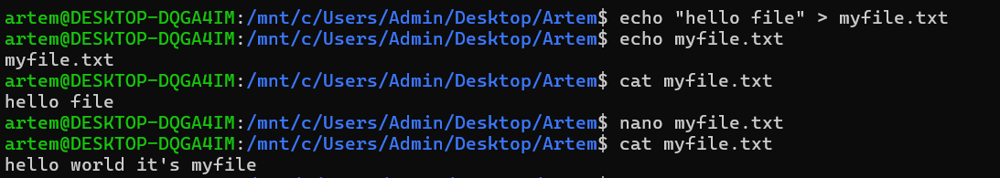 artem@DESKTOP-DQGA4IM:/mnt/c/Users/Admin/Desktop/Artem$ echo "hello file" > myfile.txt
artem@DESKTOP-DQGA4IM:/mnt/c/Users/Admin/Desktop/Artem$ echo myfile.txt
myfile.txt
artem@DESKTOP-DQGA4IM:/mnt/c/Users/Admin/Desktop/Artem$ cat myfile.txt
hello file
artem@DESKTOP-DQGA4IM:/mnt/c/Users/Admin/Desktop/Artem$ nano myfile.txt
artem@DESKTOP-DQGA4IM:/mnt/c/Users/Admin/Desktop/Artem$ cat myfile.txt
hello world it's myfile